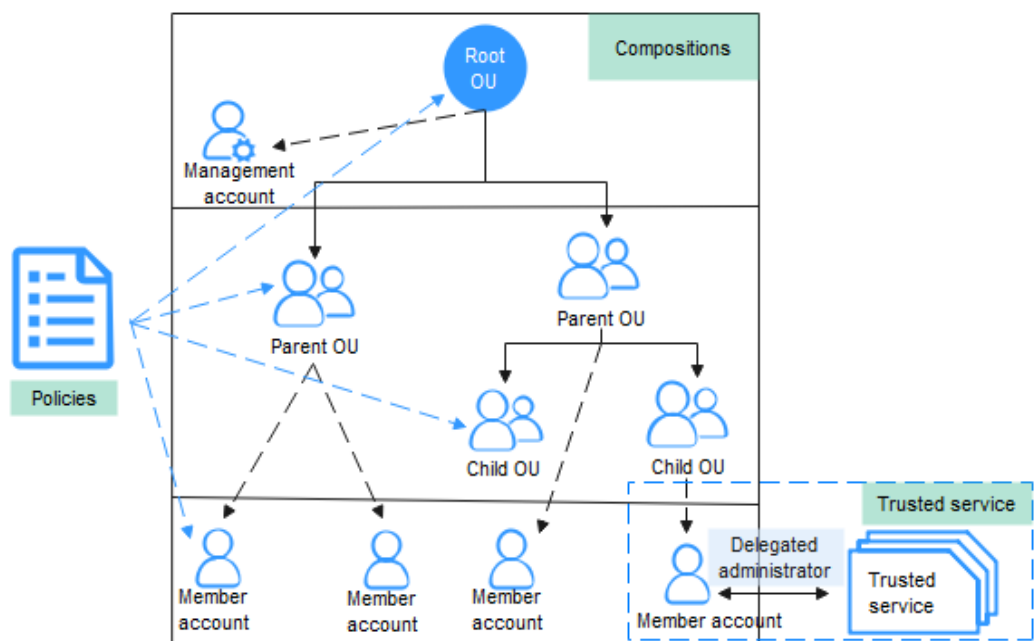 Root
OU
Compositions
Management
account
Parent OU
Parent OU
Policies
Child OU
Child OU
Trusted service
Delegated
administrator
Trusted
service
Member
account
Member
account
Member
account
Member account